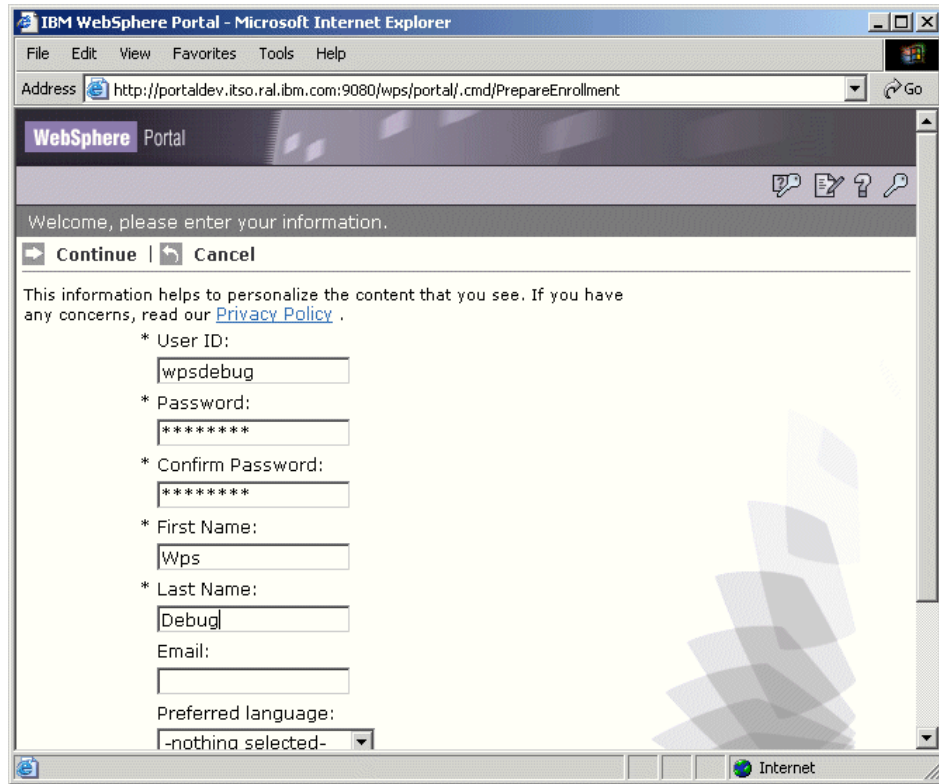 IBM WebSphere Portal - Microsoft Internet Explorer
File Edit View Favorites Tools Help
Address http://portaldev.itso.ral.ibm.com:9080/wps/portal/.cmd/PrepareEnrollment Go
WebSphere Portal
Welcome, please enter your information.
Continue | Cancel
This information helps to personalize the content that you see. If you have
any concerns, read our Privacy Policy .
* User ID:
wpsdebug
* Password:
********
* Confirm Password:
********
* First Name:
Wps
* Last Name:
Debug
Email:
Preferred language:
-nothing selected-
Internet